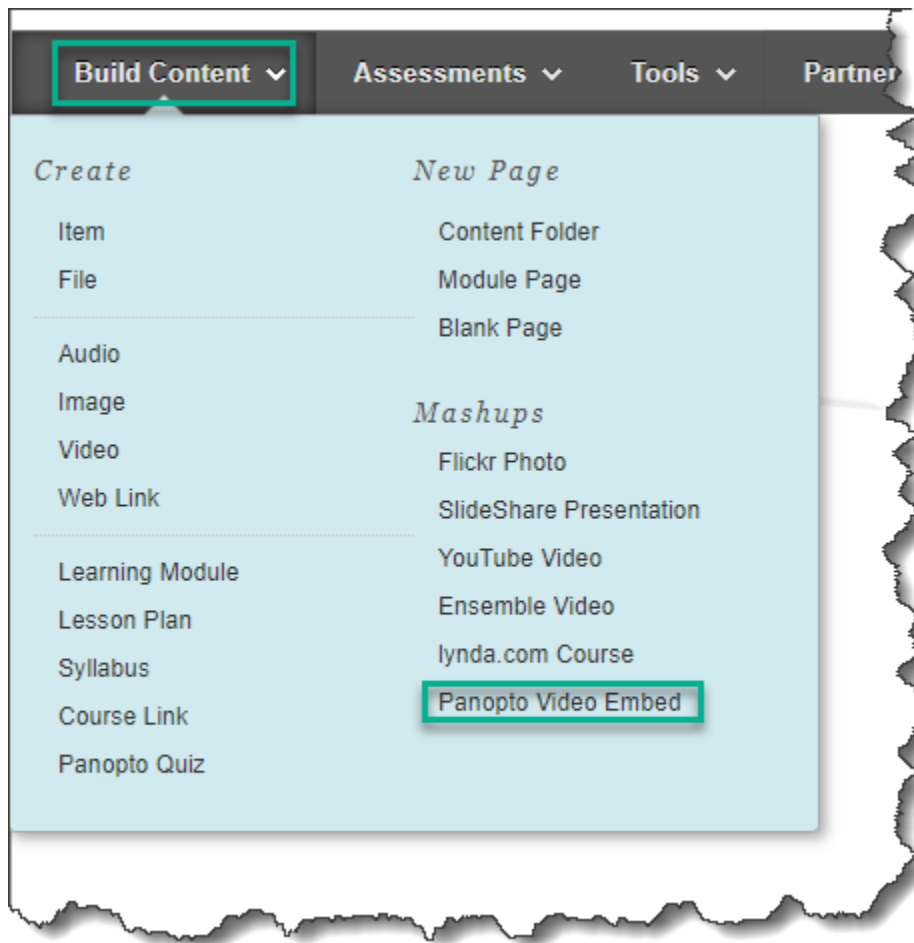 Build Content
Assessments
Tools
Partner
Create
Item
File
Audio
Image
Video
Web Link
Learning Module
Lesson Plan
Syllabus
Course Link
Panopto Quiz
New Page
Content Folder
Module Page
Blank Page
Mashups
Flickr Photo
SlideShare Presentation
YouTube Video
Ensemble Video
lynda.com Course
Panopto Video Embed